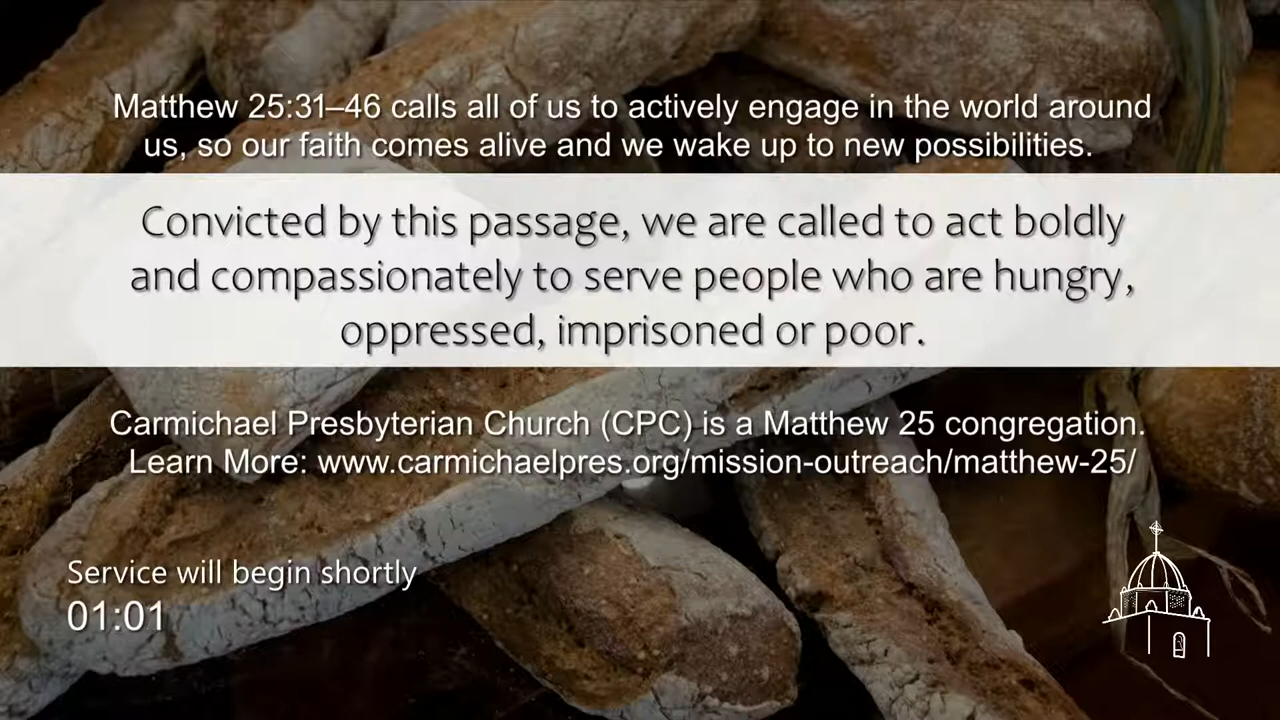 Matthew 25:31–46 calls all of us to actively engage in the world around
us, so our faith comes alive and we wake up to new possibilities.
Convicted by this passage, we are called to act boldly
and compassionately to serve people who are hungry,
oppressed, imprisoned or poor.
Carmichael Presbyterian Church (CPC) is a Matthew 25 congregation.
Learn More: www.carmichaelpres.org/mission-outreach/matthew-25/
Service will begin shortly
01:01